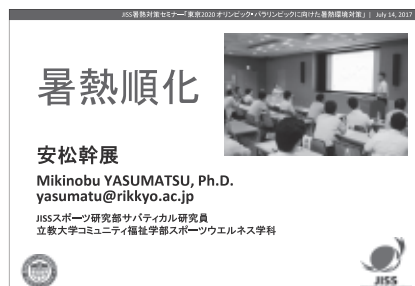 JISS暑熱対策セミナー「東京2020 オリンピック・パラリンピックに向けた暑熱環境対策」 | July 14, 2017
暑熱順化
安松幹展
Mikinobu YASUMATSU, Ph.D.
yasumatu@rikkyo.ac.jp
JISSスポーツ研究部サバティカル研究員
立教大学コミュニティ福祉学部スポーツウエルネス学科
JISS